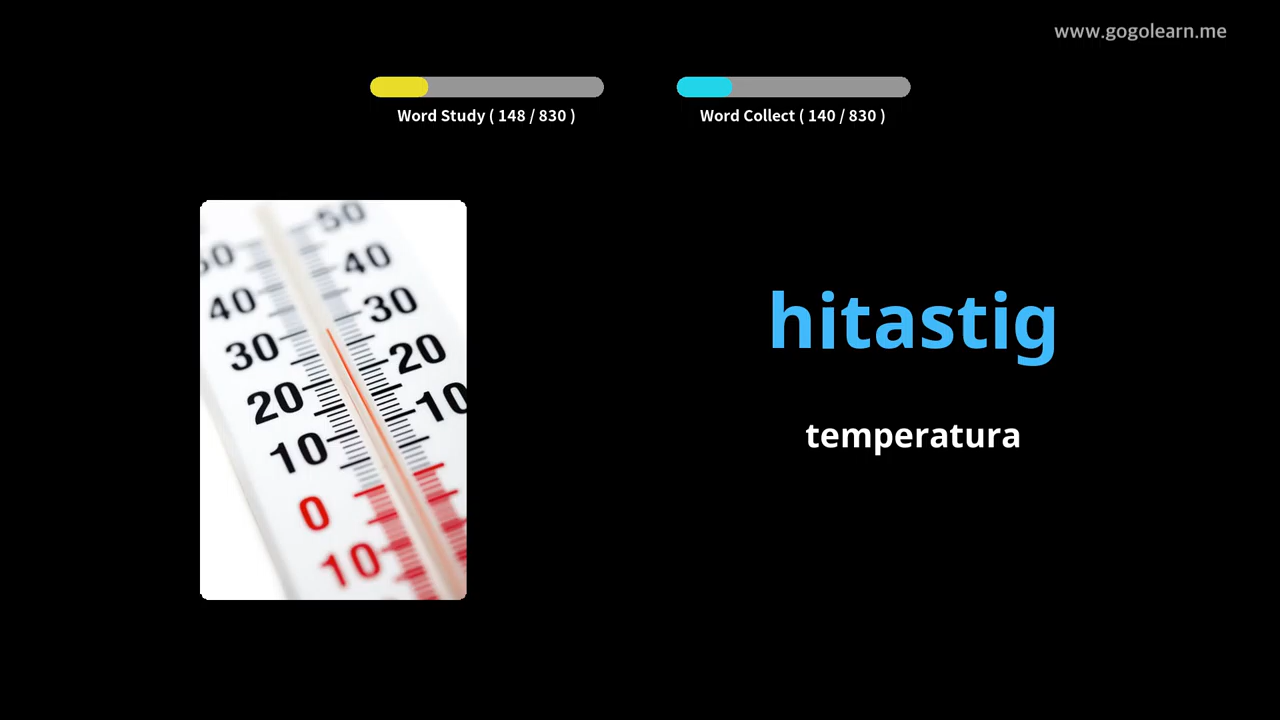 www.gogolearn.me
Word Study ( 148 / 830 )
Word Collect ( 140 / 830 )
50
50
40
40
30
30
20
20
10
10
0
10
hitastig
temperatura